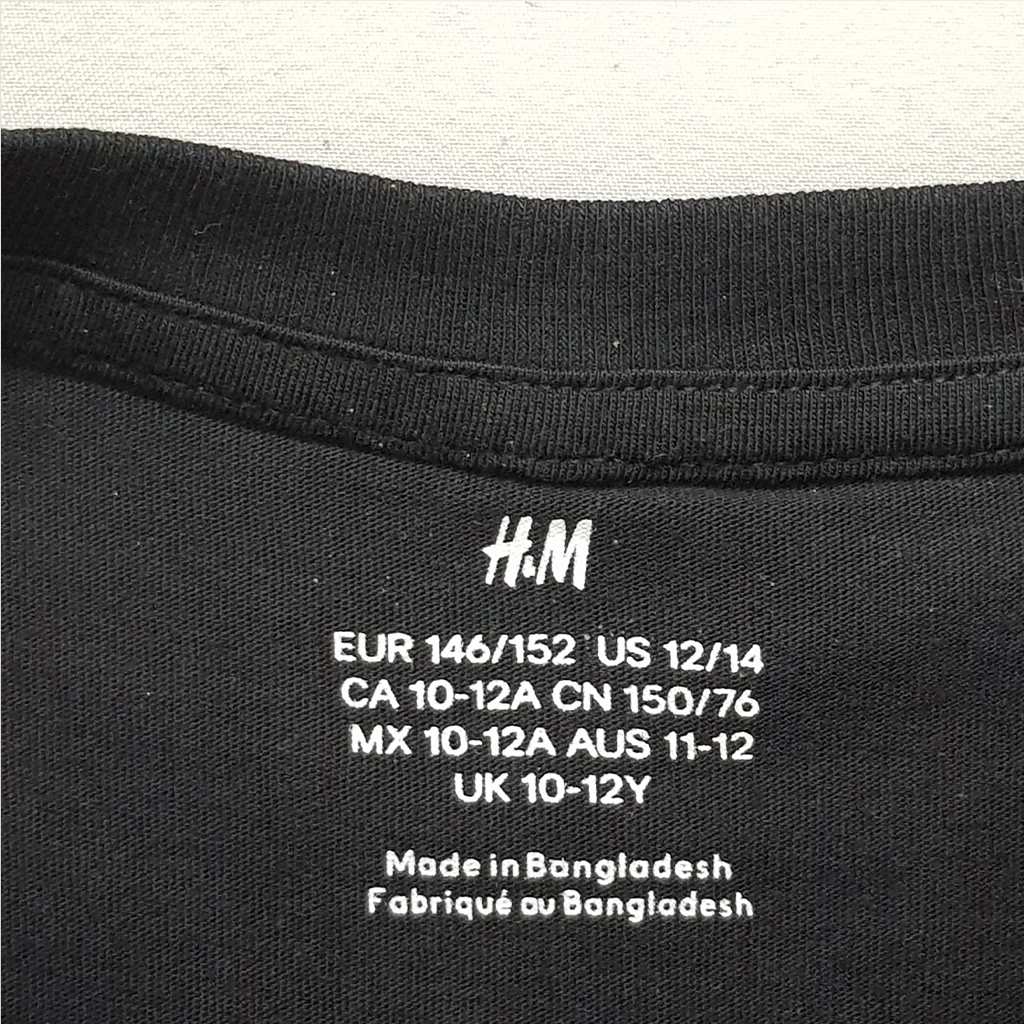 H&M
EUR 146/152 US 12/14
CA 10-12A CN 150/76
MX 10-12A AUS 11-12
UK 10-12Y
Made in Bangladesh
Fabriqué au Bangladesh